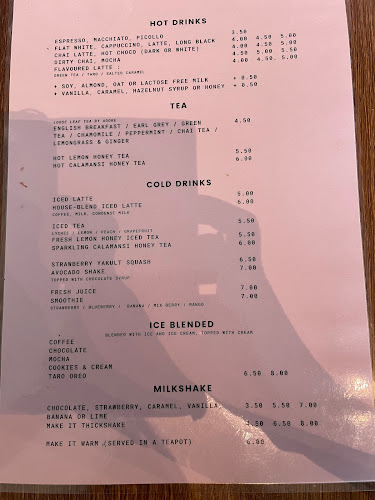 HOT DRINKS
ESPRESSO, MACCHIATO, PICOLLO 3.50
FLAT WHITE, CAPPUCCINO, LATTE, LONG BLACK 4.00 4.50 5.00
CHAI LATTE, HOT CHOCO (DARK OR WHITE) 4.00 4.50 5.00
DIRTY CHAI, MOCHA 4.50 5.00 5.50
FLAVOURED LATTE : 4.00 4.50 5.00
GREEN TEA / TARO / SALTED CARAMEL
+ SOY, ALMOND, OAT OR LACTOSE FREE MILK + 0.50
+ VANILLA, CARAMEL, HAZELNUT SYRUP OR HONEY + 0.50
TEA
LOOSE LEAF TEA BY
ENGLISH BREAKFAST / EARL GREY / GREEN 4.50
TEA / CHAMOMILE / PEPPERMINT / CHAI TEA /
LEMONGRASS & GINGER
HOT LEMON HONEY TEA 5.50
HOT CALAMANSI HONEY TEA 6.00
COLD DRINKS
ICED LATTE 5.00
HOUSE-BLEND ICED LATTE 6.00
COFFEE, MILK, CONDENSE MILK
ICED TEA 5.50
LYCHEE / LEMON / PEACH / GRAPEFRUIT
FRESH LEMON HONEY ICED TEA 5.50
SPARKLING CALAMANSI HONEY TEA 6.00
STRAWBERRY YAKULT SQUASH 6.50
AVOCADO SHAKE 7.00
TOPPED WITH CHOCOLATE SYRUP
FRESH JUICE 7.00
SMOOTHIE 7.00
STRAWBERRY / BLUEBERRY / BANANA / MIX BERRY / MANGO
ICE BLENDED
BLENDED WITH ICE AND ICE CREAM, TOPPED WITH CREAM
COFFEE
CHOCOLATE
MOCHA
COOKIES & CREAM
TARO OREO 6.50 8.00
MILKSHAKE
CHOCOLATE, STRAWBERRY, CARAMEL, VANILLA, 3.50 5.50 7.00
BANANA OR LIME
MAKE IT THICKSHAKE 4.50 6.50 8.00
MAKE IT WARM (SERVED IN A TEAPOT) 6.00